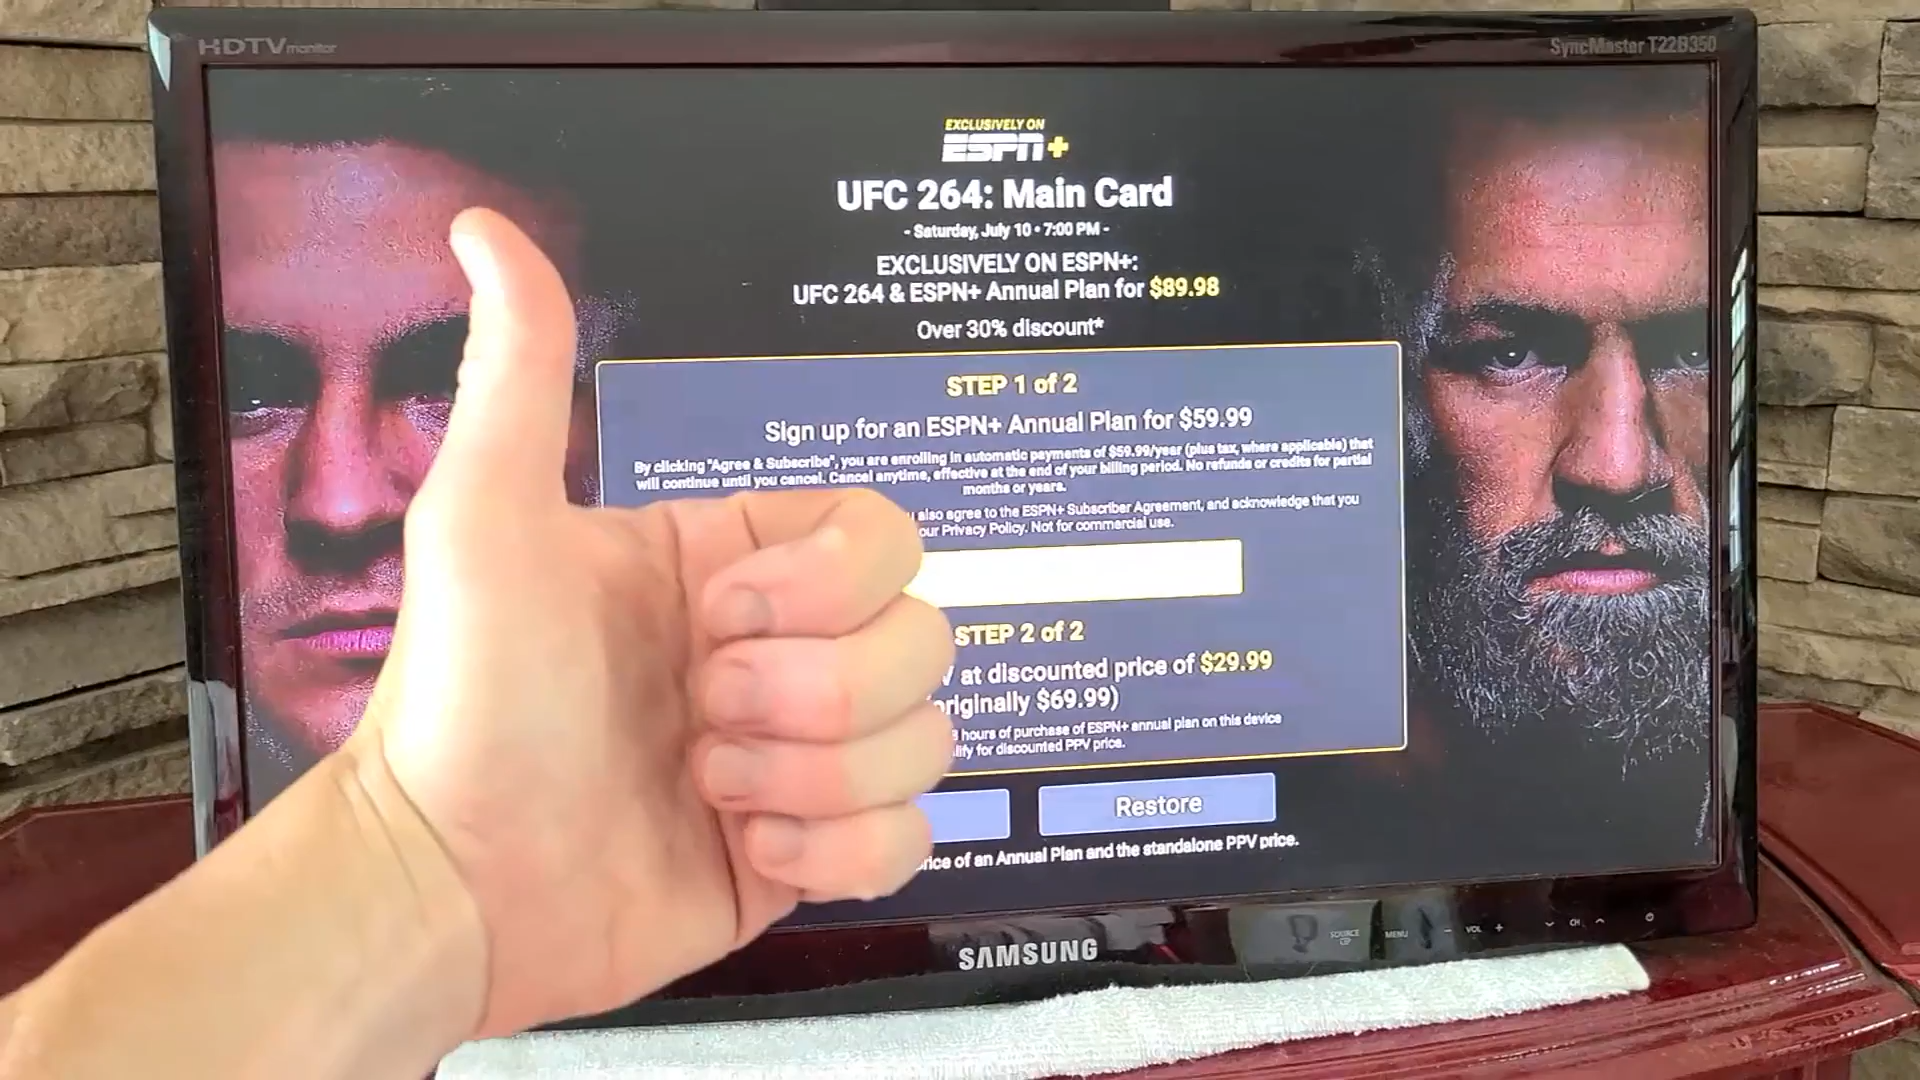 HDTV monitor
SyncMaster T22B350
EXCLUSIVELY ON
ESPN+
UFC 264: Main Card
- Saturday, July 10 • 7:00 PM -
EXCLUSIVELY ON ESPN+:
UFC 264 & ESPN+ Annual Plan for $89.98
Over 30% discount*
STEP 1 of 2
Sign up for an ESPN+ Annual Plan for $59.99
By clicking "Agree & Subscribe", you are enrolling in automatic payments of $59.99/year (plus tax, where applicable) that
will continue until you cancel. Cancel anytime, effective at the end of your billing period. No refunds or credits for partial
months or years.
also agree to the ESPN+ Subscriber Agreement, and acknowledge that you
our Privacy Policy. Not for commercial use.
STEP 2 of 2
at discounted price of $29.99
originally $69.99)
hours of purchase of ESPN+ annual plan on this device
for discounted PPV price.
Restore
of an Annual Plan and the standalone PPV price.
SAMSUNG
SOURCE
MENU
- VOL +
CH